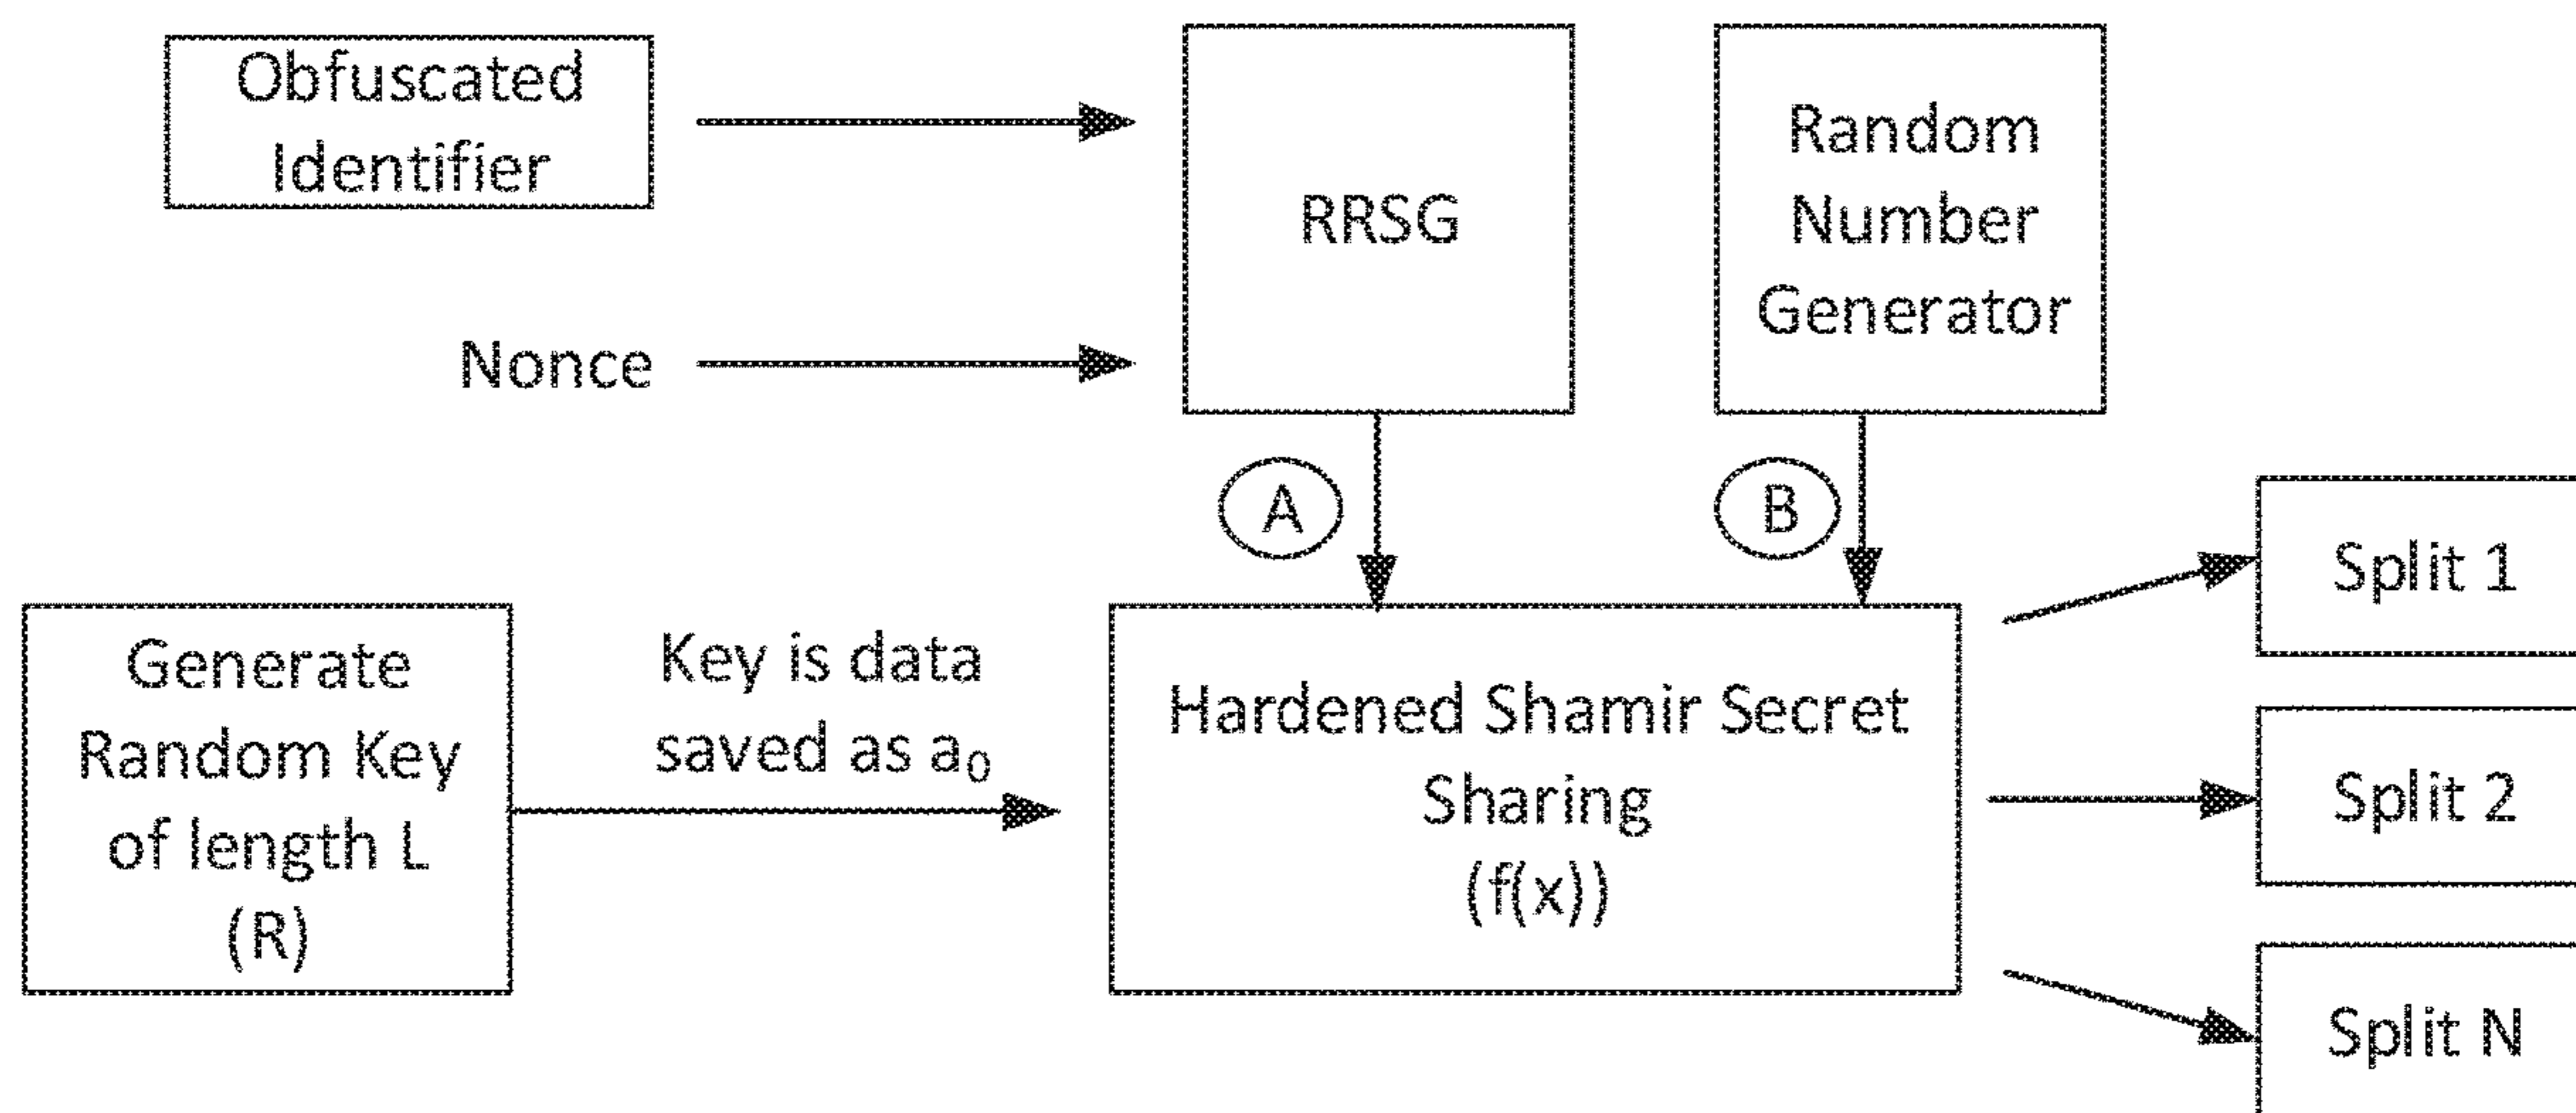 Obfuscated
Identifier
Nonce
RRSG
Random
Number
Generator
A
B
Generate
Random Key
of length L
(R)
Key is data
saved as a₀
Hardened Shamir Secret
Sharing
(f(x))
Split 1
Split 2
Split N